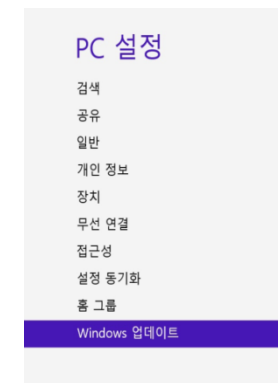 PC 설정
검색
공유
일반
개인 정보
장치
무선 연결
접근성
설정 동기화
홈 그룹
Windows 업데이트